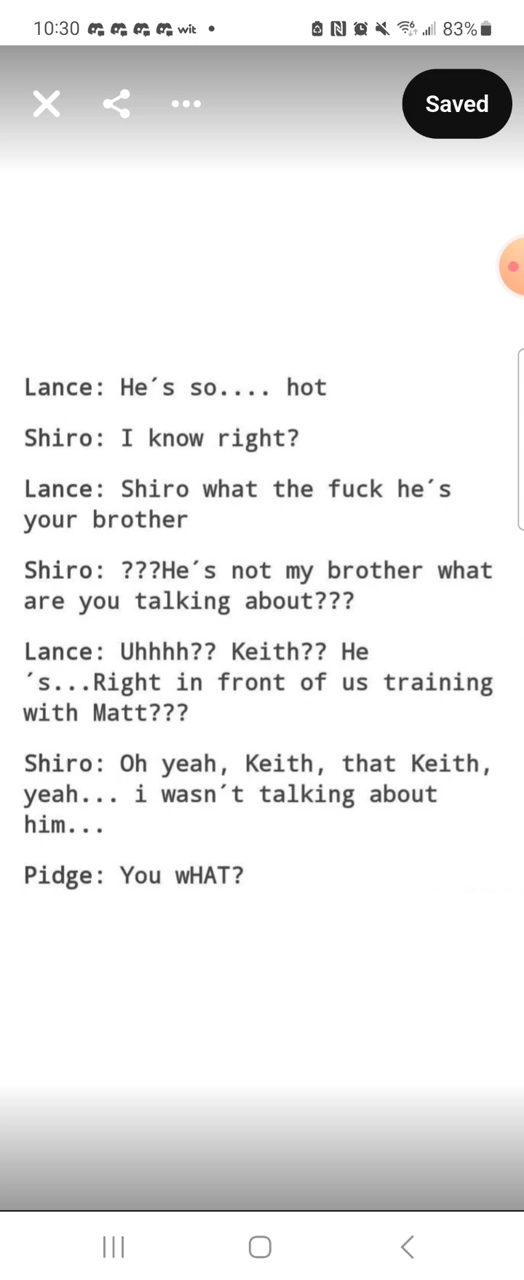 10:30 wit •
83%
Saved
Lance: He´s so.... hot
Shiro: I know right?
Lance: Shiro what the fuck he´s
your brother
Shiro: ???He´s not my brother what
are you talking about???
Lance: Uhhhh?? Keith?? He
´s...Right in front of us training
with Matt???
Shiro: Oh yeah, Keith, that Keith,
yeah... i wasn´t talking about
him...
Pidge: You wHAT?